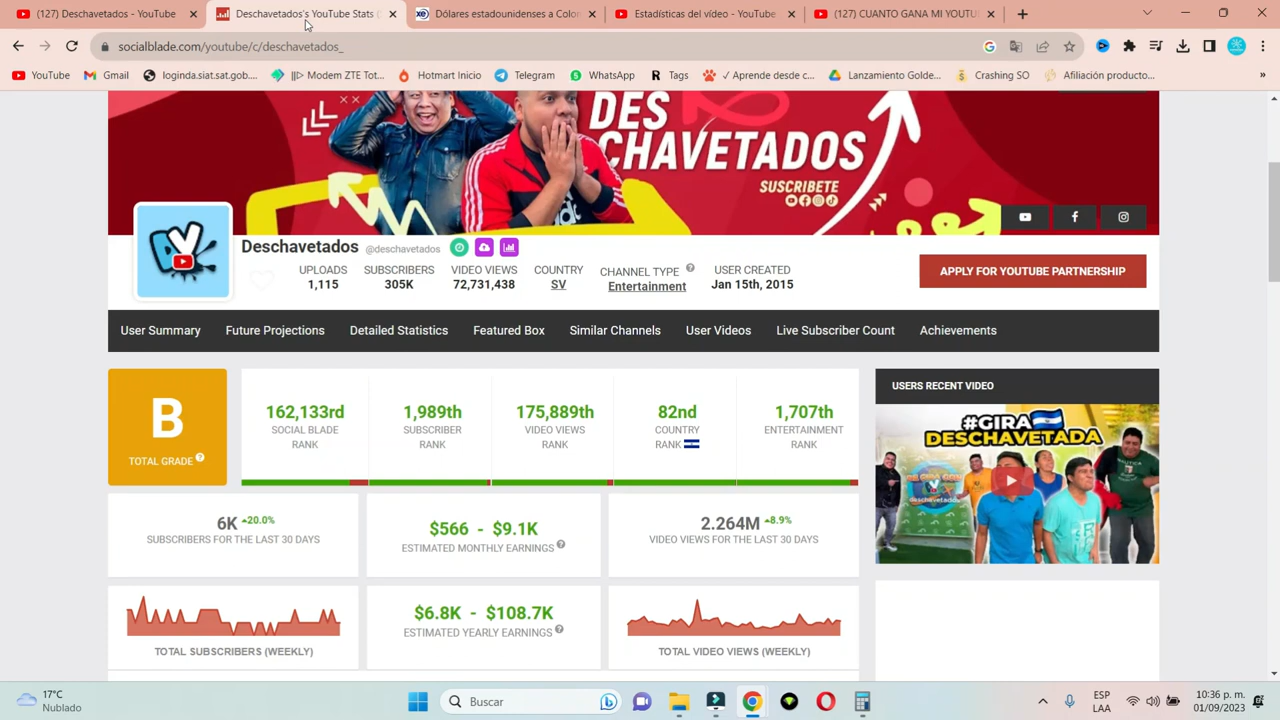 (127) Deschavetados - YouTube
Deschavetados's YouTube Stats (
Dólares estadounidenses a Colon
Estadísticas del vídeo - YouTube
(127) CUANTO GANA MI YOUTU
socialblade.com/youtube/c/deschavetados_
YouTube
Gmail
loginda.siat.sat.gob....
||▷ Modem ZTE Tot...
Hotmart Inicio
Telegram
WhatsApp
Tags
✓ Aprende desde c...
Lanzamiento Golde...
Crashing SO
Afiliación producto...
»
DES
CHAVETADOS
SUSCRIBETE
Deschavetados @deschavetados
UPLOADS
1,115
SUBSCRIBERS
305K
VIDEO VIEWS
72,731,438
COUNTRY
SV
CHANNEL TYPE
Entertainment
USER CREATED
Jan 15th, 2015
APPLY FOR YOUTUBE PARTNERSHIP
User Summary
Future Projections
Detailed Statistics
Featured Box
Similar Channels
User Videos
Live Subscriber Count
Achievements
B
TOTAL GRADE
162,133rd
SOCIAL BLADE
RANK
1,989th
SUBSCRIBER
RANK
175,889th
VIDEO VIEWS
RANK
82nd
COUNTRY
RANK
1,707th
ENTERTAINMENT
RANK
USERS RECENT VIDEO
#GIRA
DESCHAVETADA
6K 20.0%
SUBSCRIBERS FOR THE LAST 30 DAYS
$566 - $9.1K
ESTIMATED MONTHLY EARNINGS
2.264M 8.9%
VIDEO VIEWS FOR THE LAST 30 DAYS
$6.8K - $108.7K
ESTIMATED YEARLY EARNINGS
TOTAL SUBSCRIBERS (WEEKLY)
TOTAL VIDEO VIEWS (WEEKLY)
17°C
Nublado
Buscar
ESP
LAA
10:36 p. m.
01/09/2023